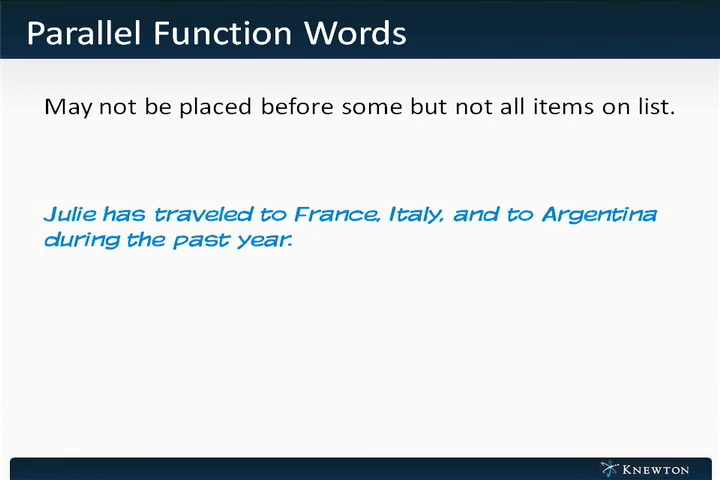 Parallel Function Words
May not be placed before some but not all items on list.
Julie has traveled to France, Italy, and to Argentina
during the past year.
KNEWTON